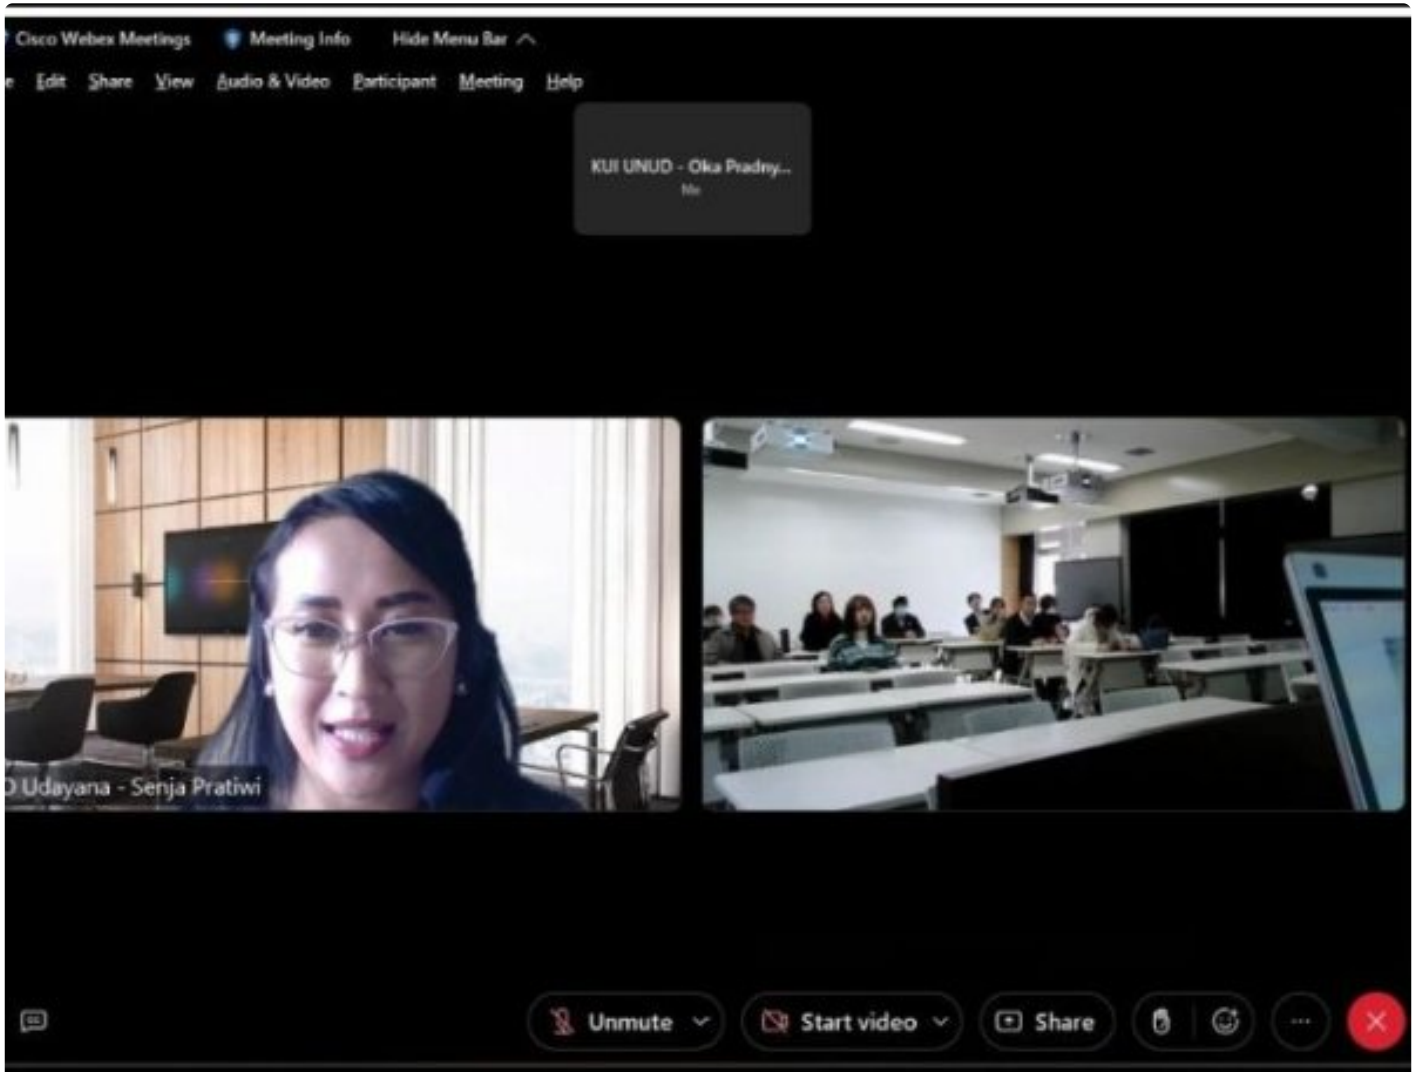 Cisco Webex Meetings Meeting Info Hide Menu Bar
e Edit Share View Audio & Video Participant Meeting Help
KUI UNUD - Oka Pradny...
Me
D Udayana - Senja Pratiwi
Unmute Start video Share